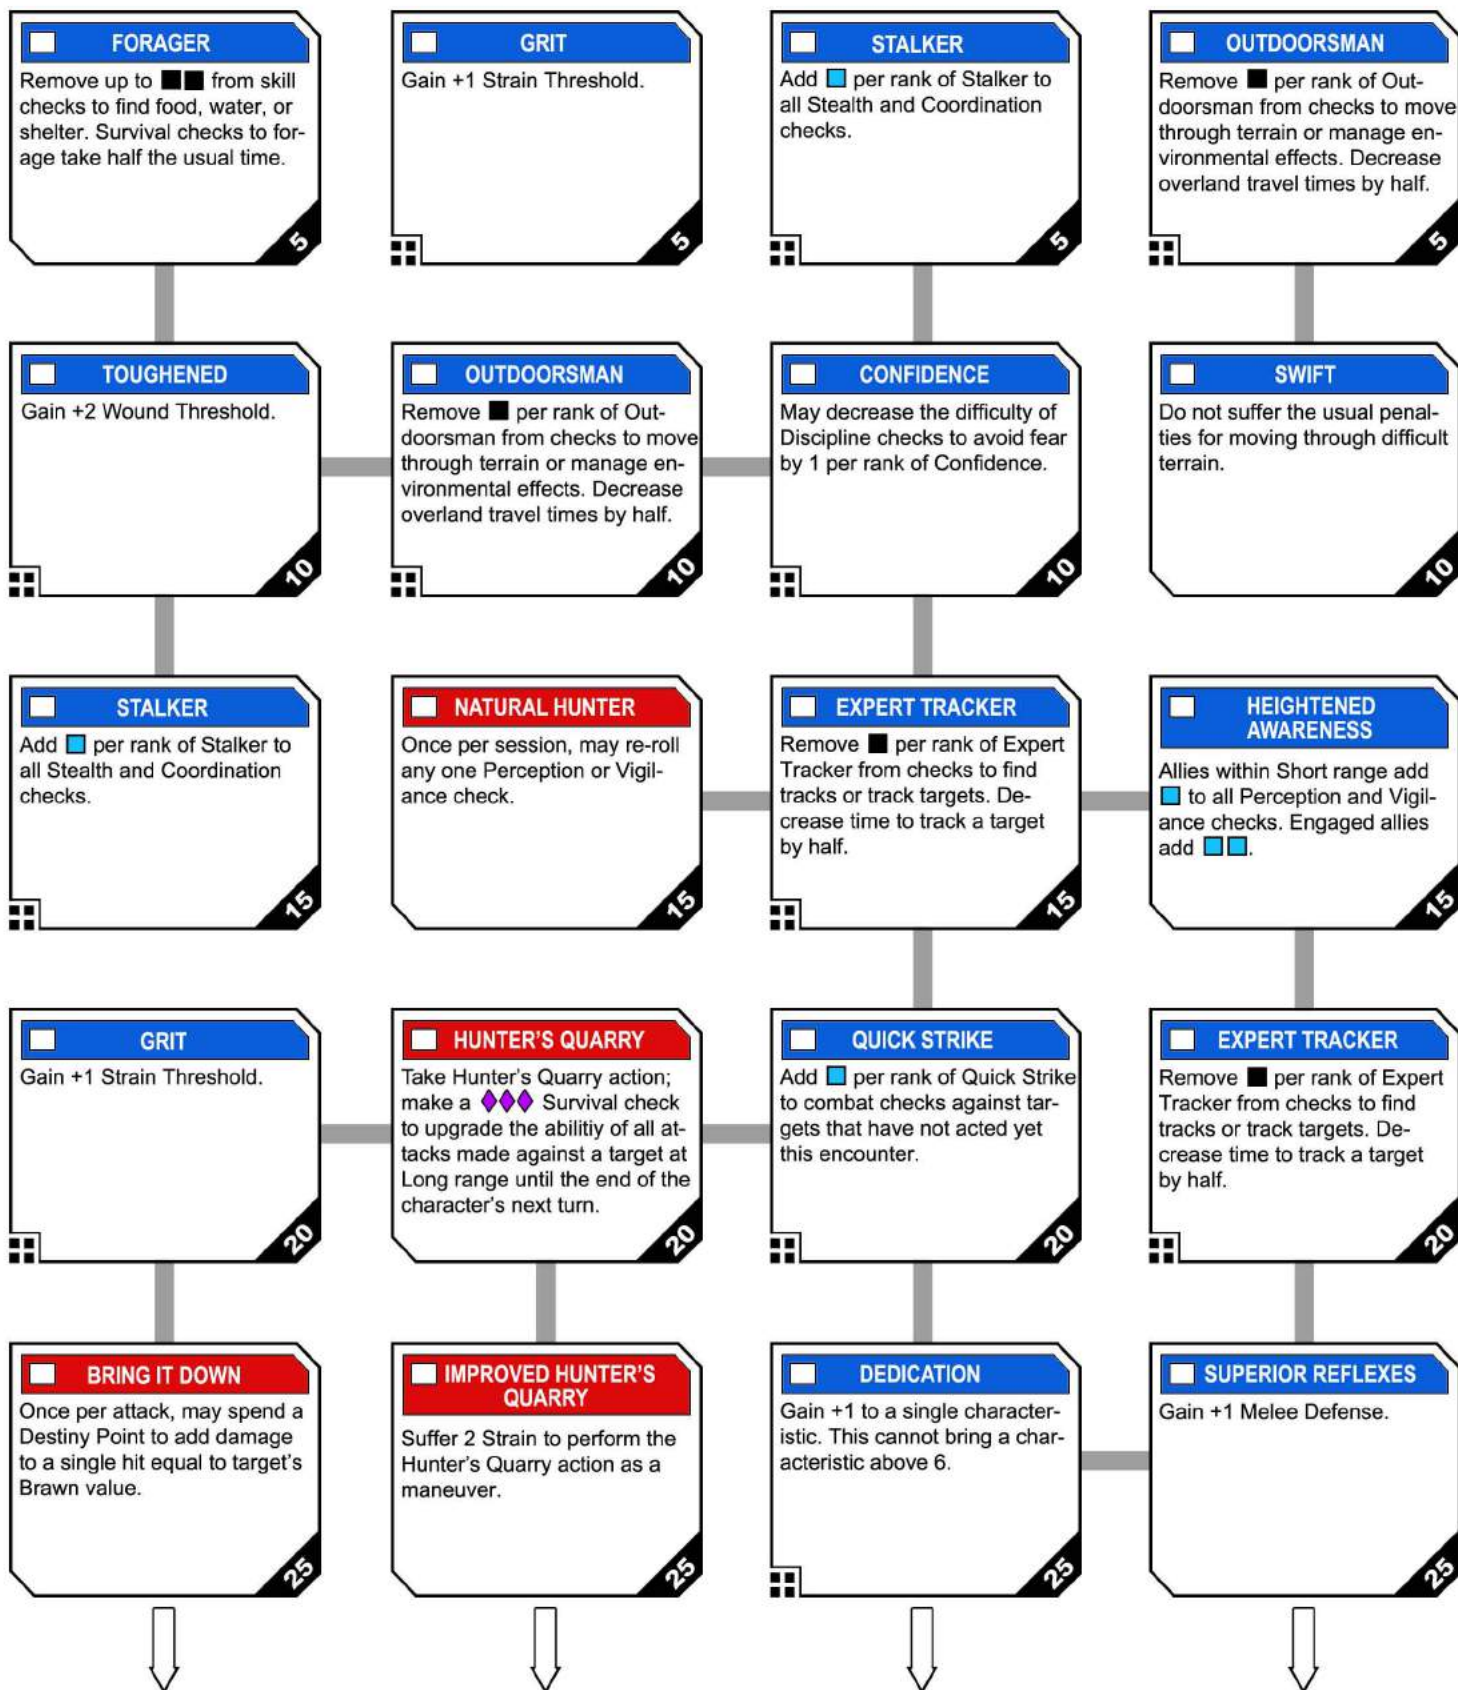 FORAGER
Remove up to from skill
checks to find food, water, or
shelter. Survival checks to for-
age take half the usual time.
5
GRIT
Gain +1 Strain Threshold.
5
STALKER
Add per rank of Stalker to
all Stealth and Coordination
checks.
5
OUTDOORSMAN
Remove per rank of Out-
doorsman from checks to move
through terrain or manage en-
vironmental effects. Decrease
overland travel times by half.
5
TOUGHENED
Gain +2 Wound Threshold.
10
OUTDOORSMAN
Remove per rank of Out-
doorsman from checks to move
through terrain or manage en-
vironmental effects. Decrease
overland travel times by half.
10
CONFIDENCE
May decrease the difficulty of
Discipline checks to avoid fear
by 1 per rank of Confidence.
10
SWIFT
Do not suffer the usual penal-
ties for moving through difficult
terrain.
10
STALKER
Add per rank of Stalker to
all Stealth and Coordination
checks.
15
NATURAL HUNTER
Once per session, may re-roll
any one Perception or Vigil-
ance check.
15
EXPERT TRACKER
Remove per rank of Expert
Tracker from checks to find
tracks or track targets. De-
crease time to track a target
by half.
15
HEIGHTENED
AWARENESS
Allies within Short range add
to all Perception and Vigil-
ance checks. Engaged allies
add .
15
GRIT
Gain +1 Strain Threshold.
20
HUNTER'S QUARRY
Take Hunter's Quarry action;
make a Survival check
to upgrade the abilitiy of all at-
tacks made against a target at
Long range until the end of the
character's next turn.
20
QUICK STRIKE
Add per rank of Quick Strike
to combat checks against tar-
gets that have not acted yet
this encounter.
20
EXPERT TRACKER
Remove per rank of Expert
Tracker from checks to find
tracks or track targets. De-
crease time to track a target
by half.
20
BRING IT DOWN
Once per attack, may spend a
Destiny Point to add damage
to a single hit equal to target's
Brawn value.
25
IMPROVED HUNTER'S
QUARRY
Suffer 2 Strain to perform the
Hunter's Quarry action as a
maneuver.
25
DEDICATION
Gain +1 to a single character-
istic. This cannot bring a char-
acteristic above 6.
25
SUPERIOR REFLEXES
Gain +1 Melee Defense.
25